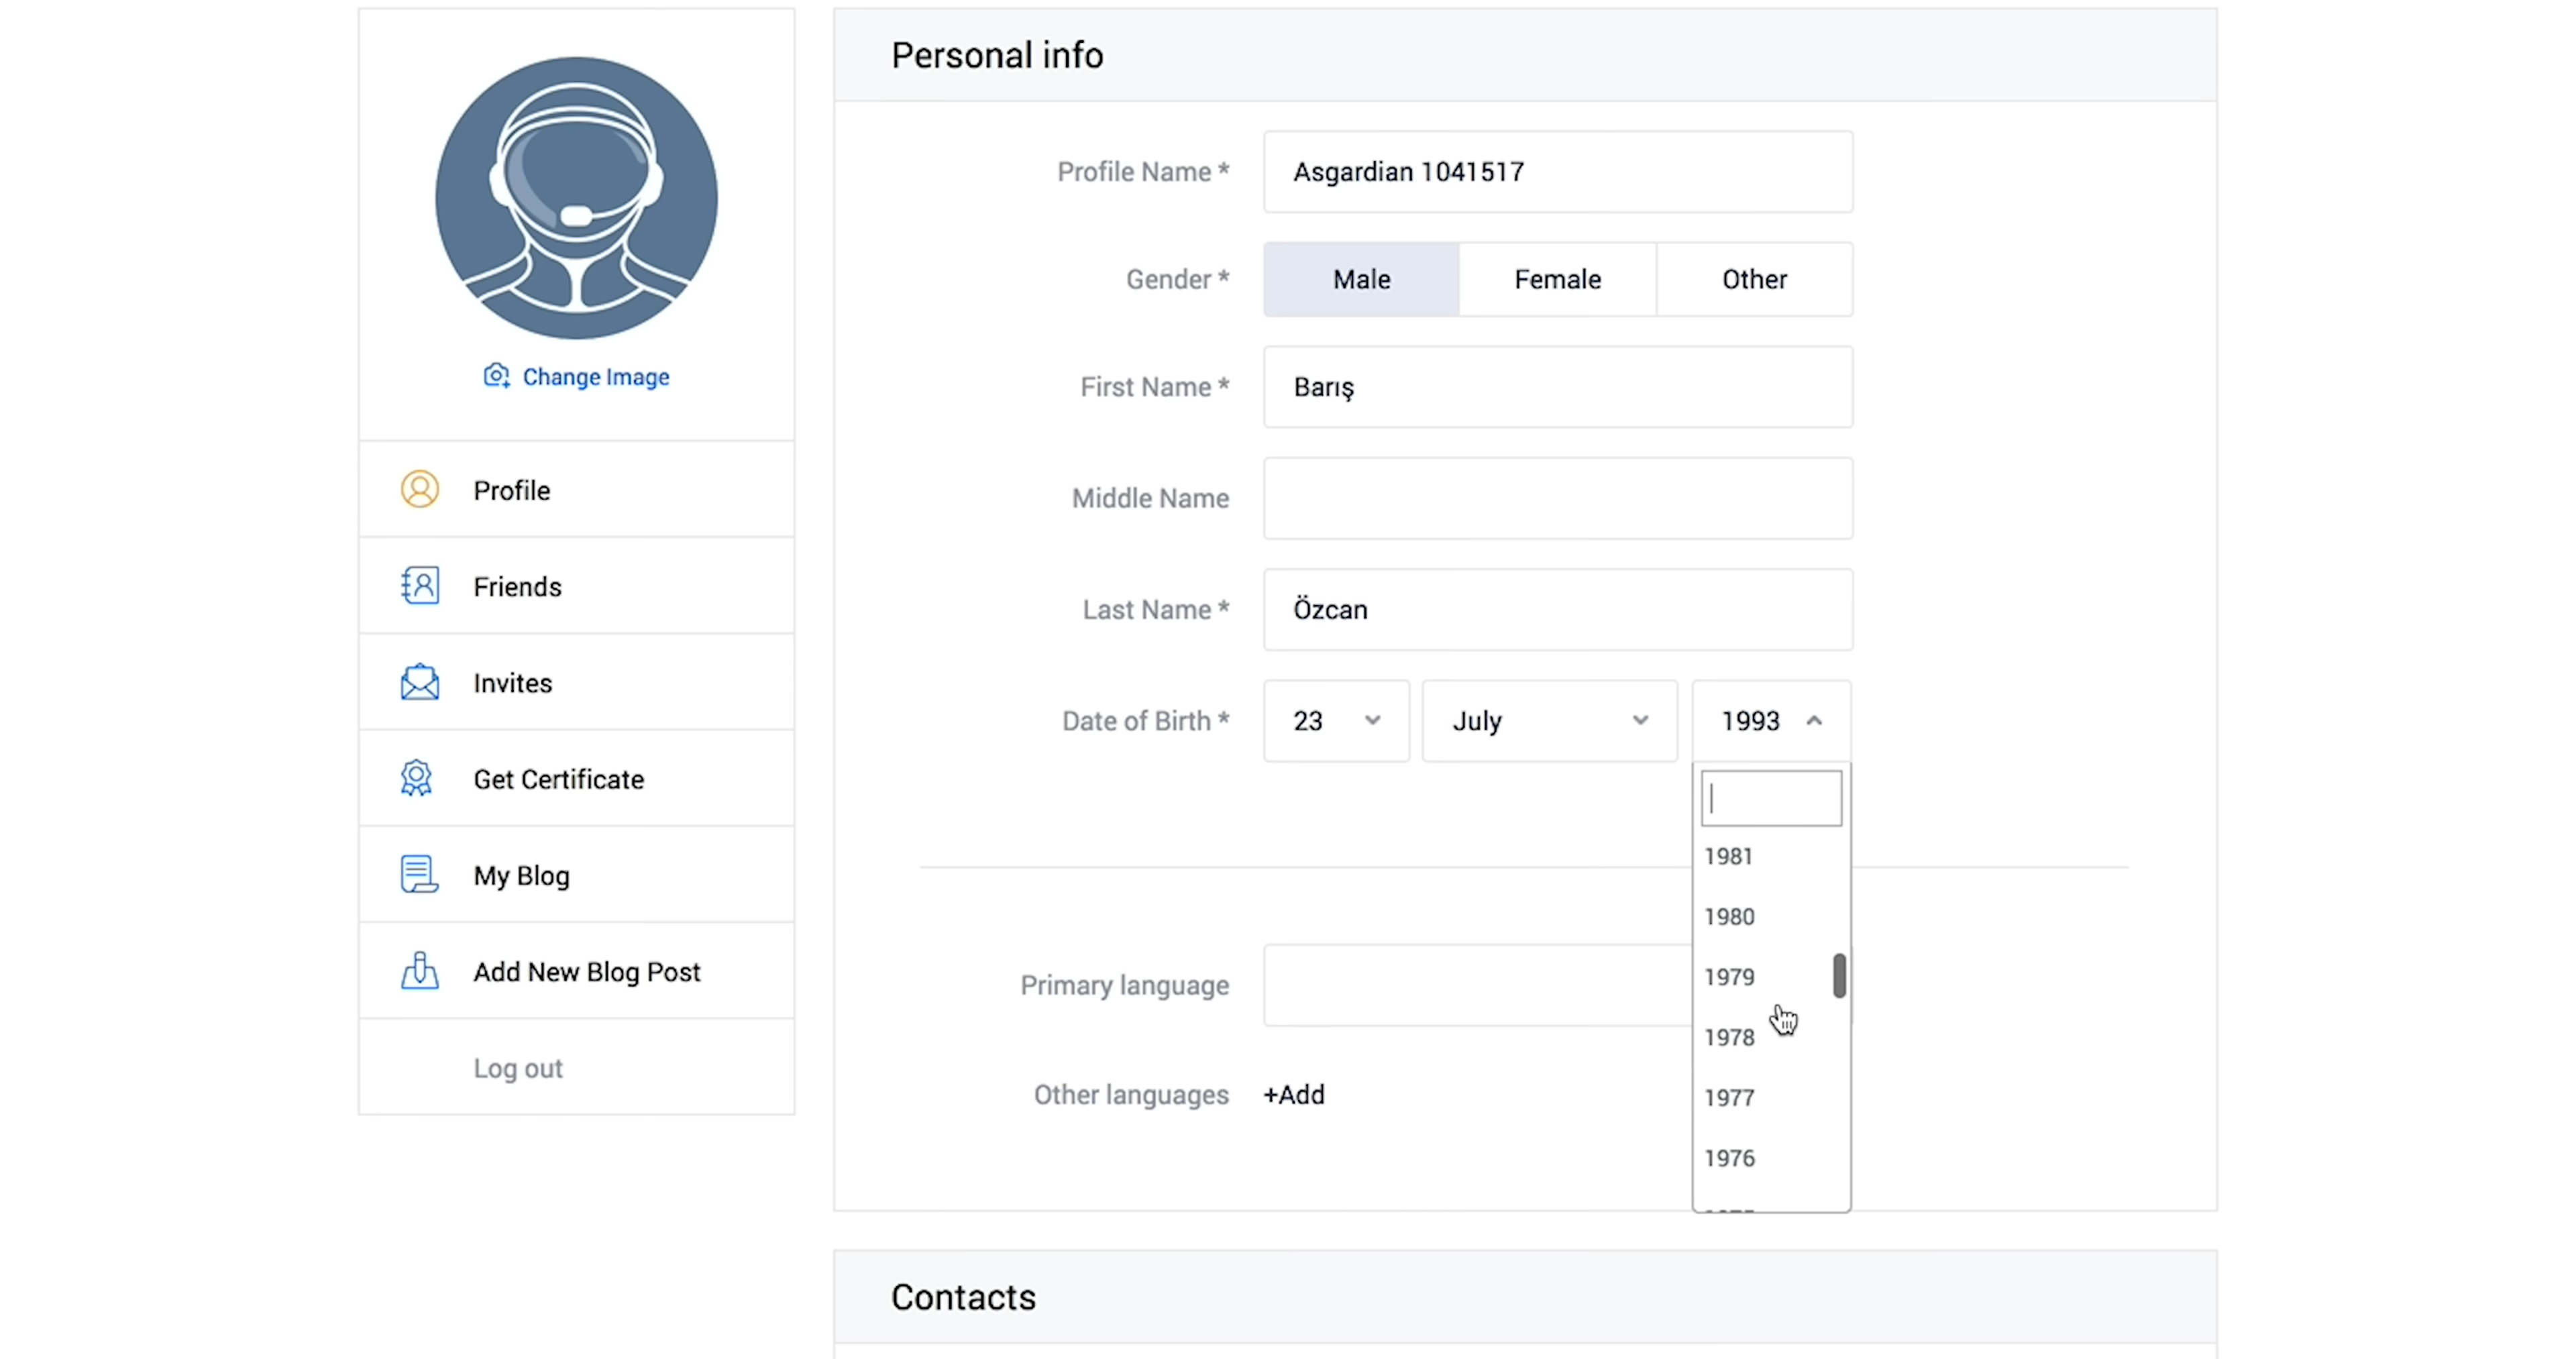 Change Image
Profile
Friends
Invites
Get Certificate
My Blog
Add New Blog Post
Log out
Personal info
Profile Name * Asgardian 1041517
Gender * Male Female Other
First Name * Barış
Middle Name
Last Name * Özcan
Date of Birth * 23 July 1993
1981
1980
1979
1978
1977
1976
Primary language
Other languages +Add
Contacts